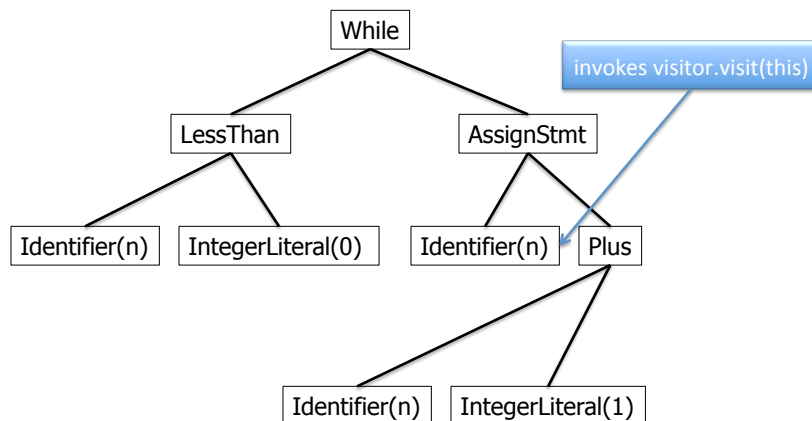 While
invokes visitor.visit(this)
LessThan
AssignStmt
Identifier(n)
IntegerLiteral(0)
Identifier(n)
Plus
Identifier(n)
IntegerLiteral(1)